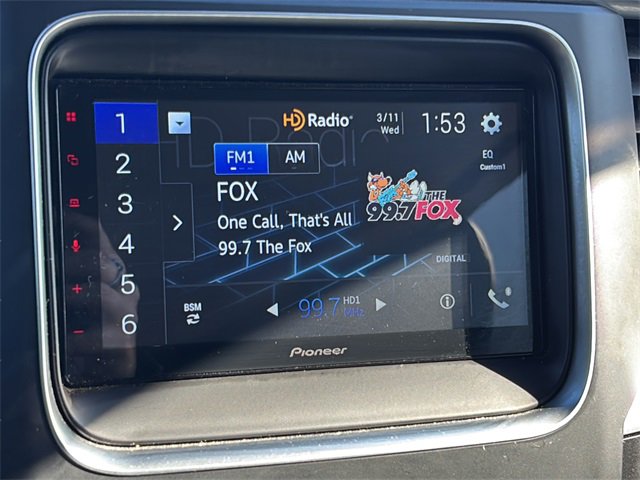 HD Radio®
3/11
Wed
1:53
1
2
3
4
5
6
FM1
AM
EQ
Custom1
FOX
One Call, That's All
99.7 The Fox
THE
99.7 FOX
DIGITAL
BSM
99.7 HD1
MHz
Pioneer